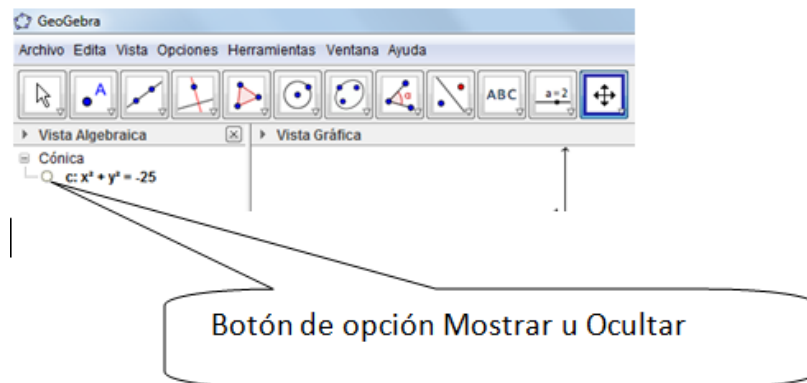 GeoGebra
Archivo Edita Vista Opciones Herramientas Ventana Ayuda
A α ABC a=2
Vista Algebraica Vista Gráfica
Cónica
c: x² + y² = -25
Botón de opción Mostrar u Ocultar